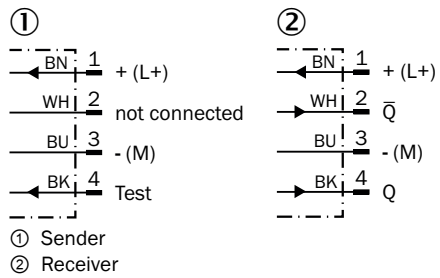 ①
BN 1 + (L+)
WH 2 not connected
BU 3 - (M)
BK 4 Test
②
BN 1 + (L+)
WH 2 Q̅
BU 3 - (M)
BK 4 Q
① Sender
② Receiver